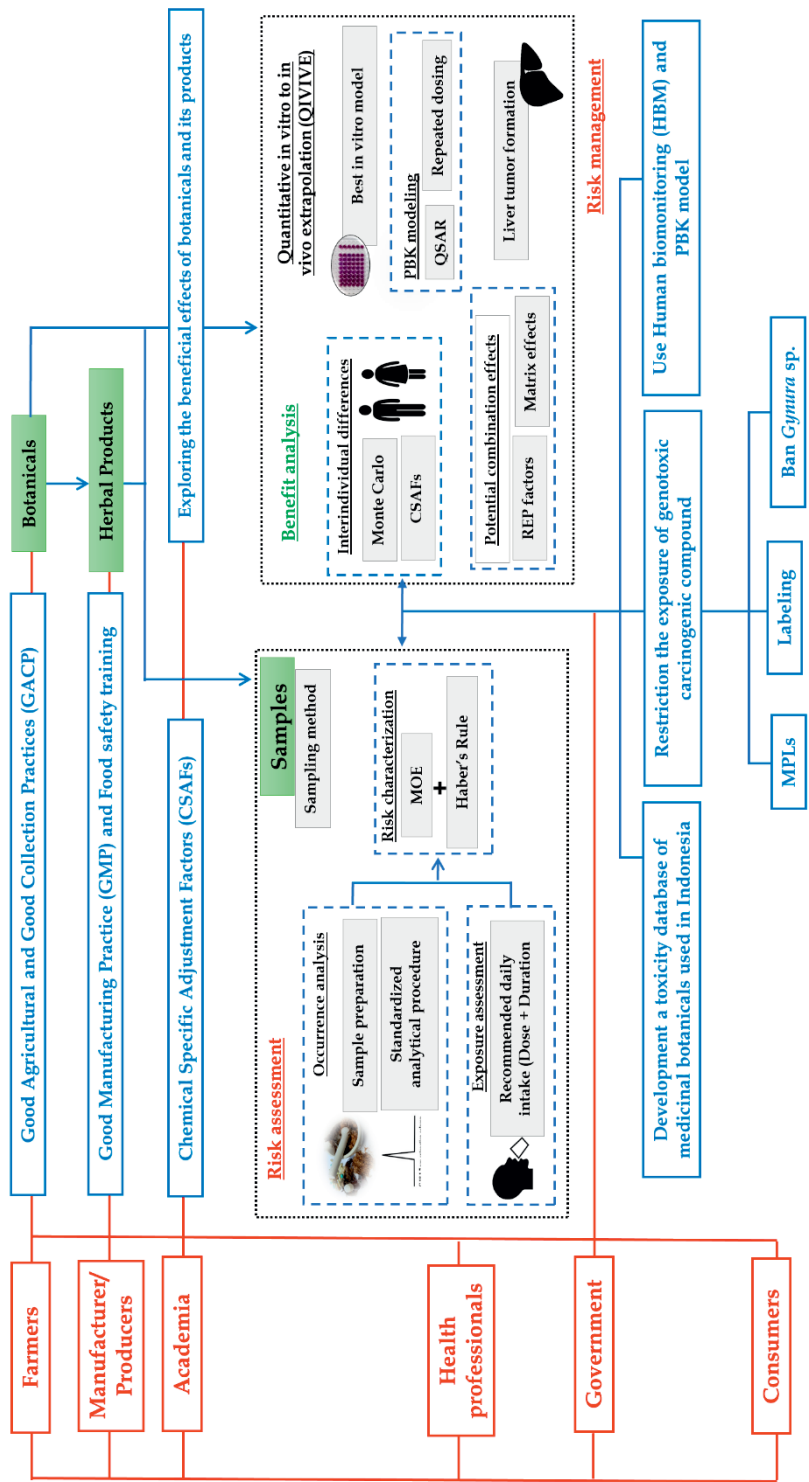 Farmers
Good Agricultural and Good Collection Practices (GACP)
Botanicals
Manufacturer/
Producers
Good Manufacturing Practice (GMP) and Food safety training
Herbal Products
Academia
Chemical Specific Adjustment Factors (CSAFs)
Exploring the beneficial effects of botanicals and its products
Health
professionals
Government
Consumers
Risk assessment
Samples
Sampling method
Occurrence analysis
Sample preparation
Standardized
analytical procedure
Exposure assessment
Recommended daily
intake (Dose + Duration
Risk characterization
MOE
+
Haber's Rule
Benefit analysis
Interindividual differences
Monte Carlo
CSAFs
Quantitative in vitro to in
vivo extrapolation (QIVIVE)
Best in vitro model
PBK modeling
QSAR
Repeated dosing
Potential combination effects
REP factors
Matrix effects
Liver tumor formation
Risk management
Development a toxicity database of
medicinal botanicals used in Indonesia
Restriction the exposure of genotoxic
carcinogenic compound
Use Human biomonitoring (HBM) and
PBK model
MPLs
Labeling
Ban Gynura sp.